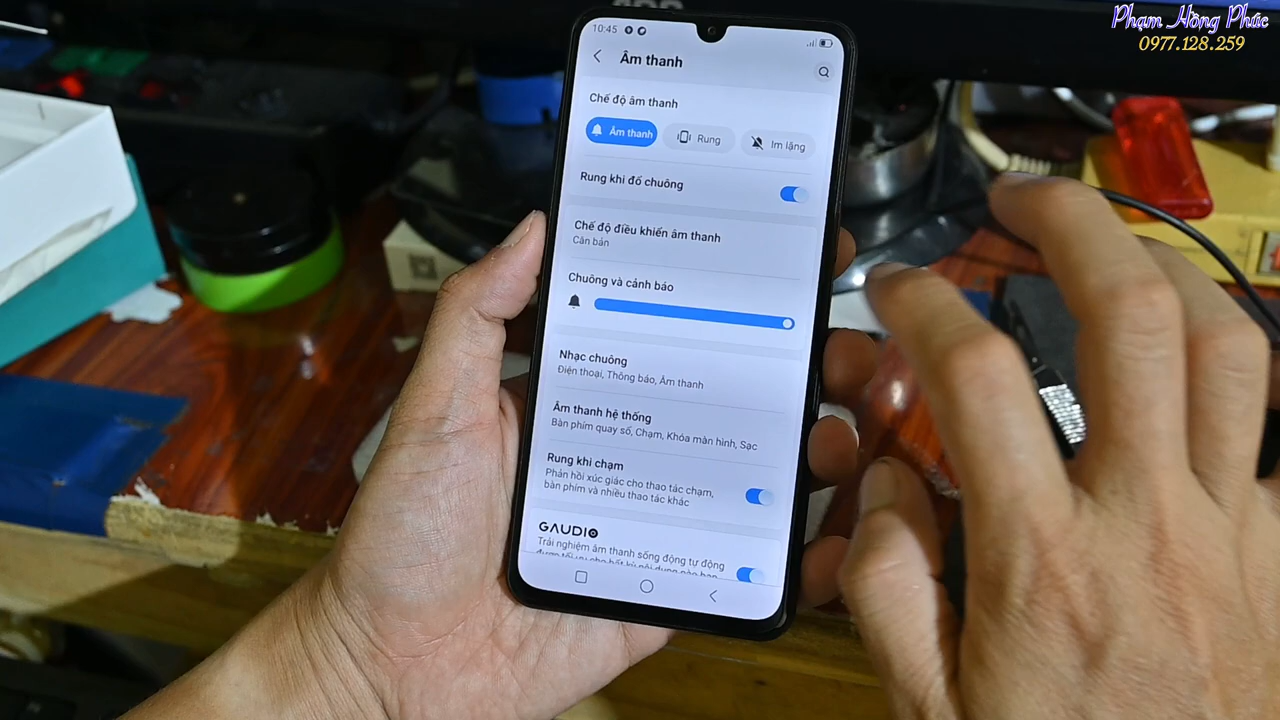 Phạm Hồng Phúc
0977.128.259
10:45
Âm thanh
Chế độ âm thanh
Âm thanh
Rung
Im lặng
Rung khi đổ chuông
Chế độ điều khiển âm thanh
Căn bản
Chuông và cảnh báo
Nhạc chuông
Điện thoại, Thông báo, Âm thanh
Âm thanh hệ thống
Bàn phím quay số, Chạm, Khóa màn hình, Sạc
Rung khi chạm
Phản hồi xúc giác cho thao tác chạm,
bàn phím và nhiều thao tác khác
GAUDIO
Trải nghiệm âm thanh sống động tự động